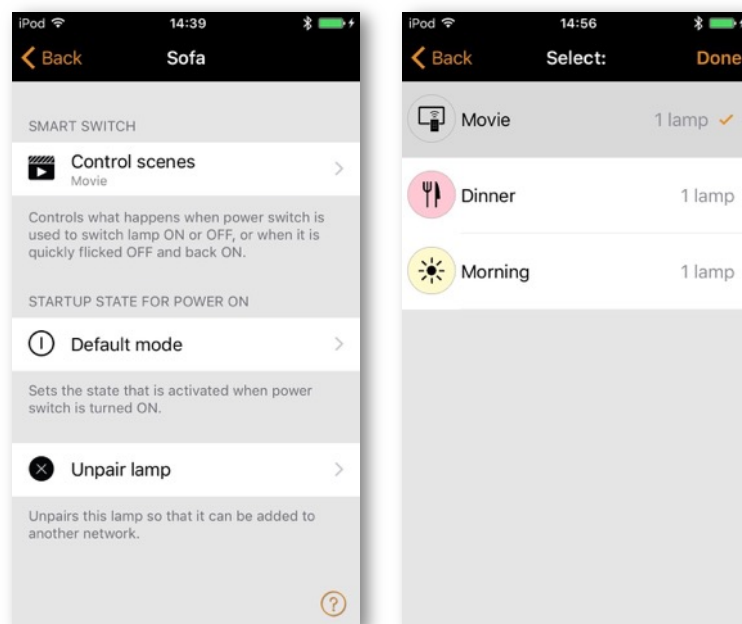 iPod 14:39
Back Sofa
SMART SWITCH
Control scenes
Movie
Controls what happens when power switch is
used to switch lamp ON or OFF, or when it is
quickly flicked OFF and back ON.
STARTUP STATE FOR POWER ON
Default mode
Sets the state that is activated when power
switch is turned ON.
Unpair lamp
Unpairs this lamp so that it can be added to
another network.
?
iPod 14:56
Back Select: Done
Movie 1 lamp
Dinner 1 lamp
Morning 1 lamp